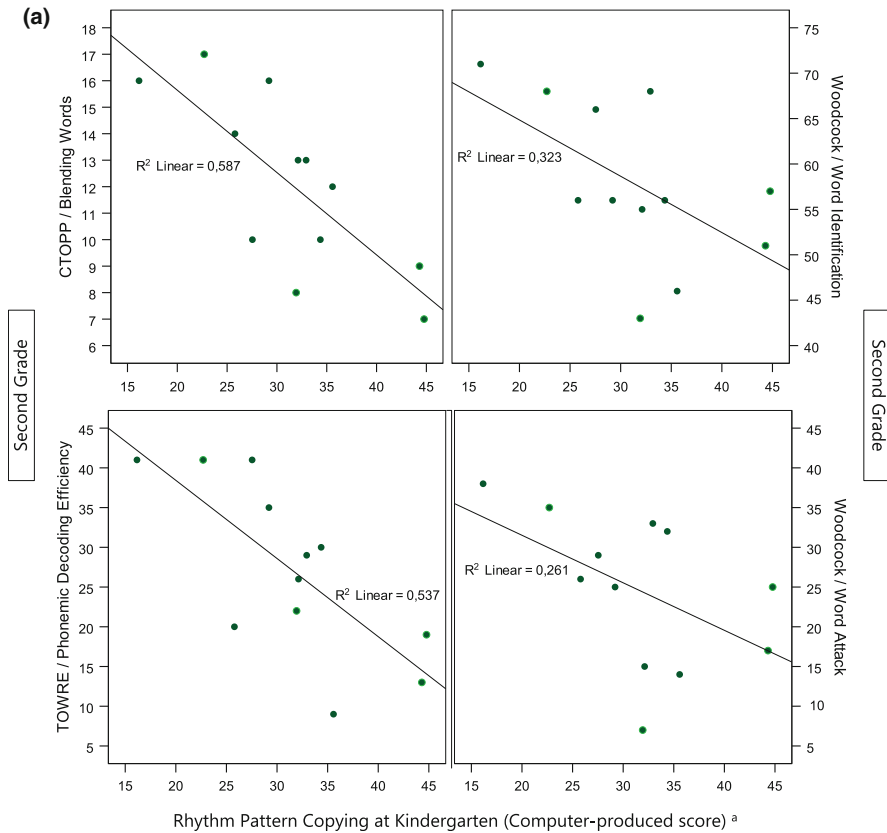 (a)
CTOPP / Blending Words
18
17
16
15
14
13
12
11
10
9
8
7
6
R² Linear = 0,587
15 20 25 30 35 40 45
Woodcock / Word Identification
70
65
60
55
50
45
40
R² Linear = 0,323
15 20 25 30 35 40 45
Second Grade
Second Grade
TOWRE / Phonemic Decoding Efficiency
45
40
35
30
25
20
15
10
5
R² Linear = 0,537
15 20 25 30 35 40 45
Woodcock / Word Attack
45
40
35
30
25
20
15
10
5
R² Linear = 0,261
15 20 25 30 35 40 45
Rhythm Pattern Copying at Kindergarten (Computer-produced score) ᵃ